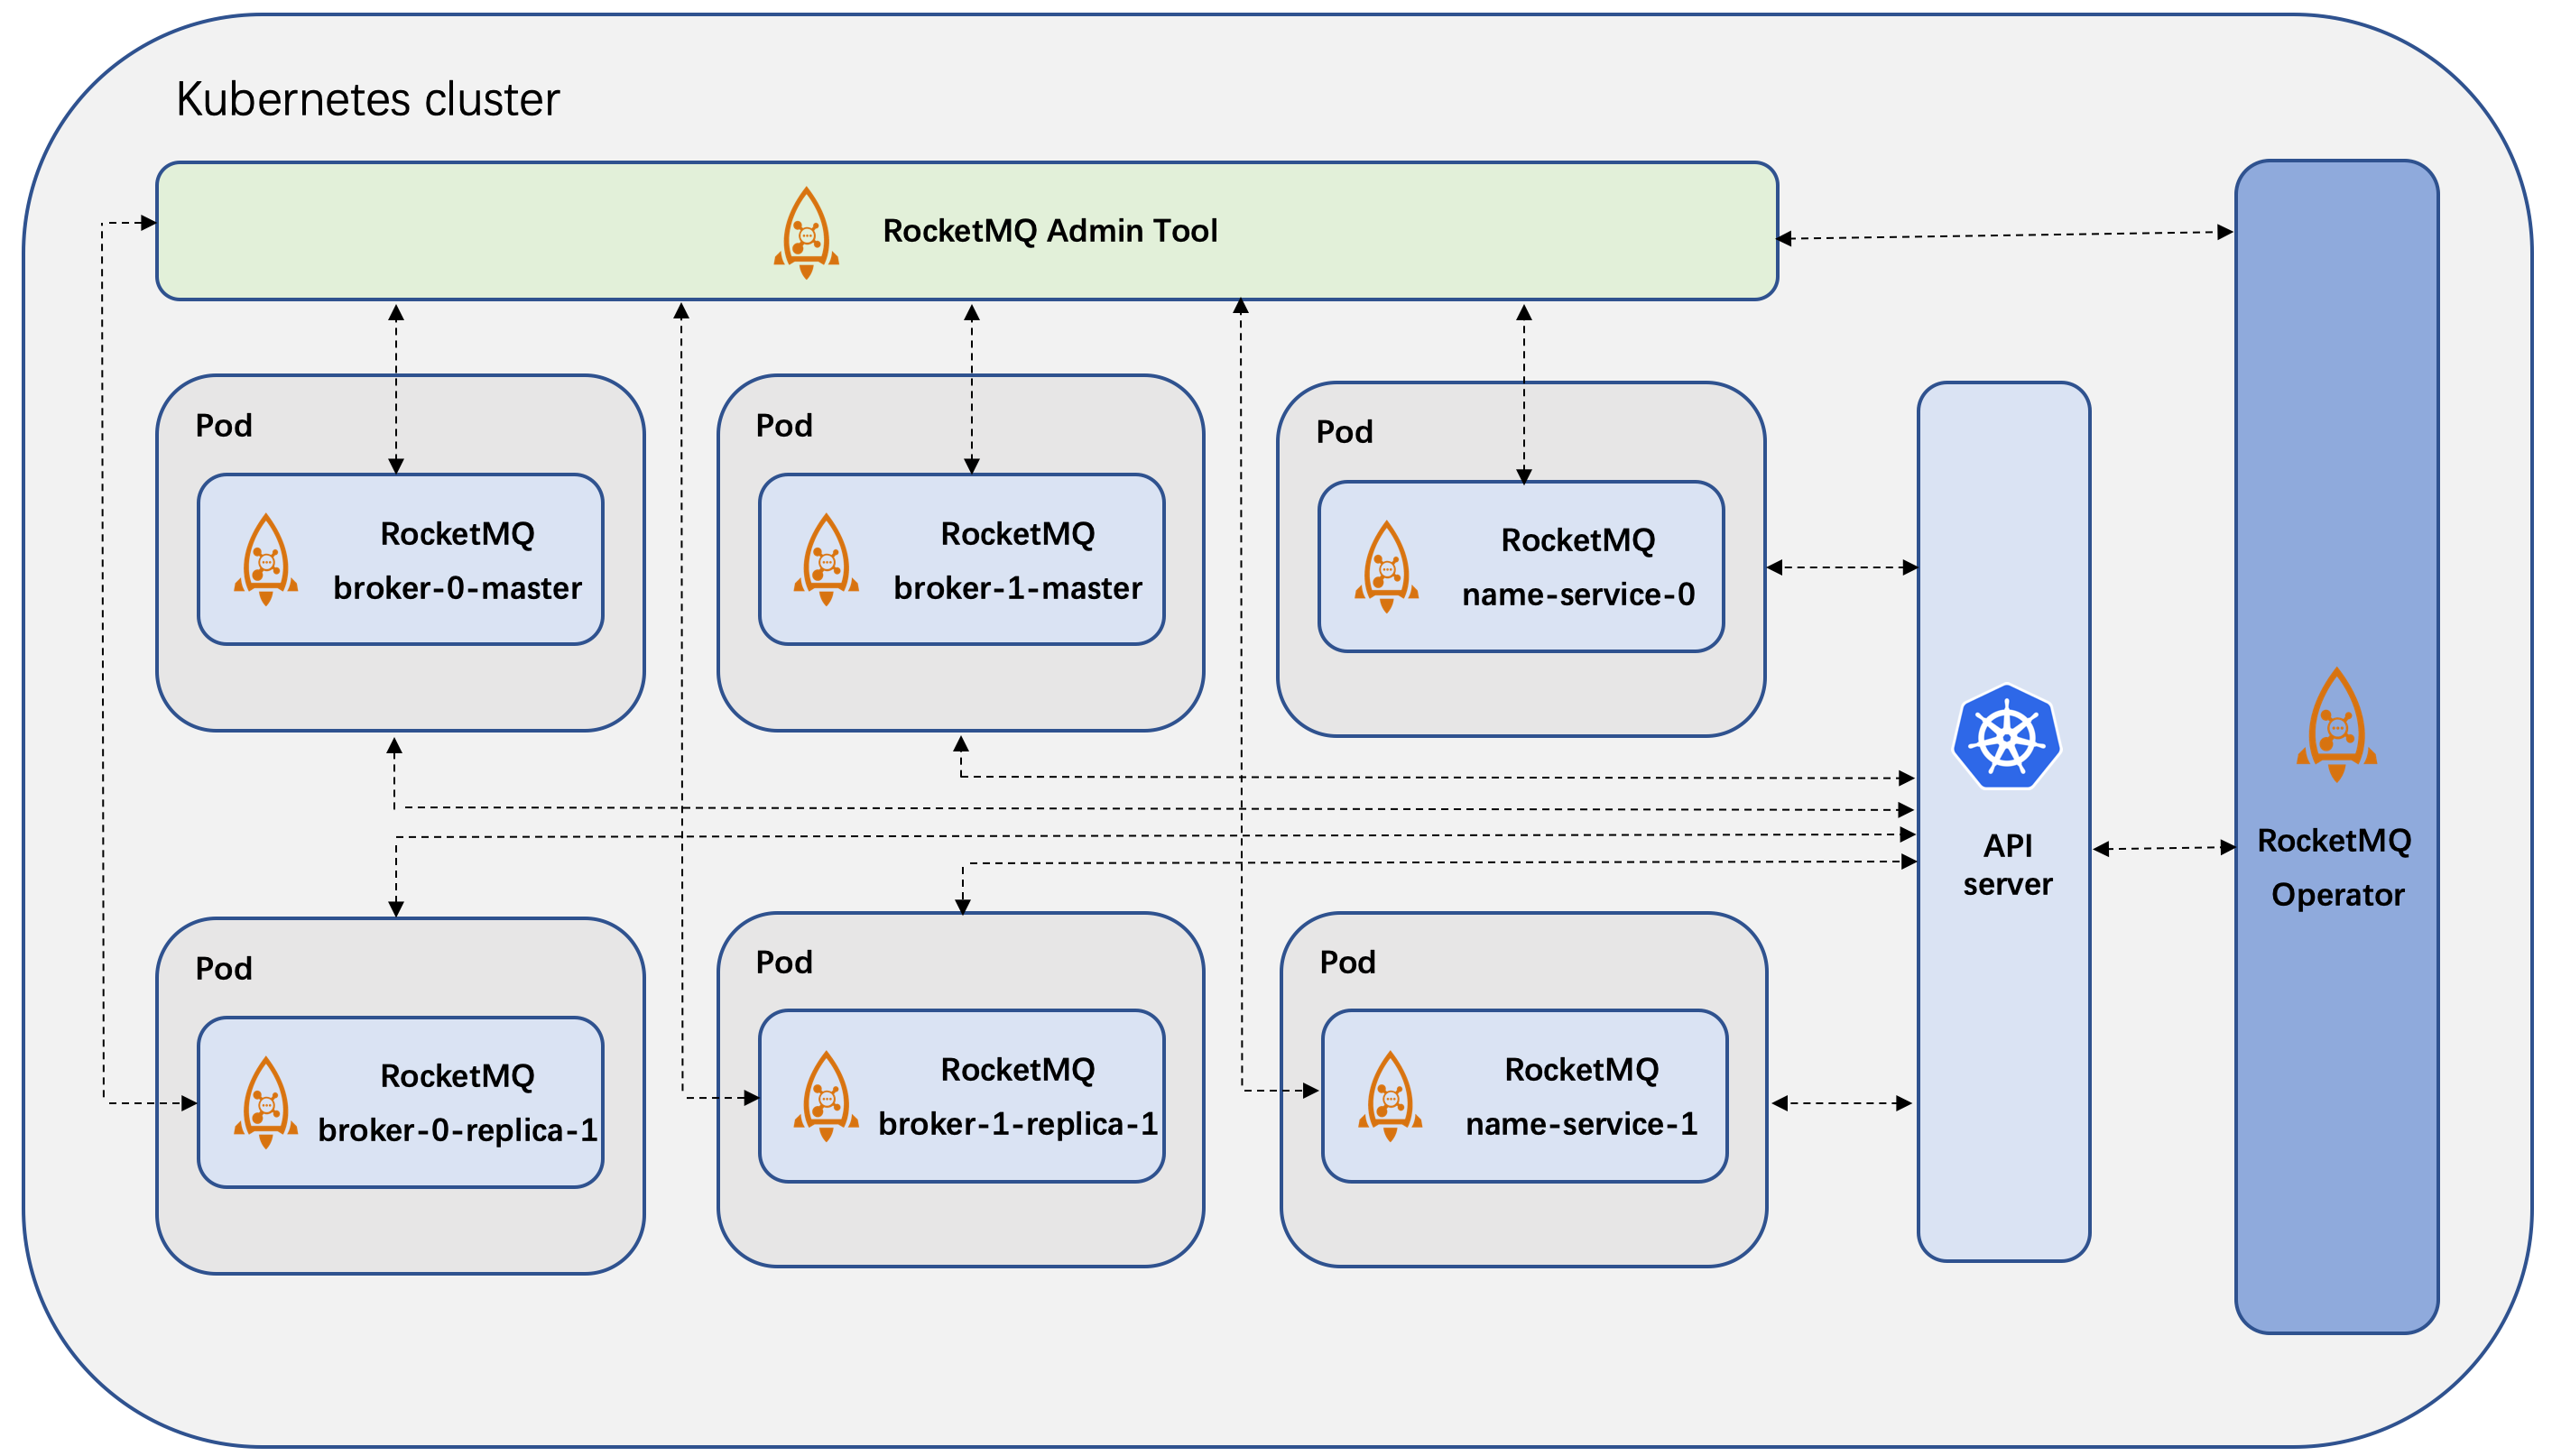 Kubernetes cluster
RocketMQ Admin Tool
Pod
RocketMQ
broker-0-master
Pod
RocketMQ
broker-1-master
Pod
RocketMQ
name-service-0
Pod
RocketMQ
broker-0-replica-1
Pod
RocketMQ
broker-1-replica-1
Pod
RocketMQ
name-service-1
API
server
RocketMQ
Operator